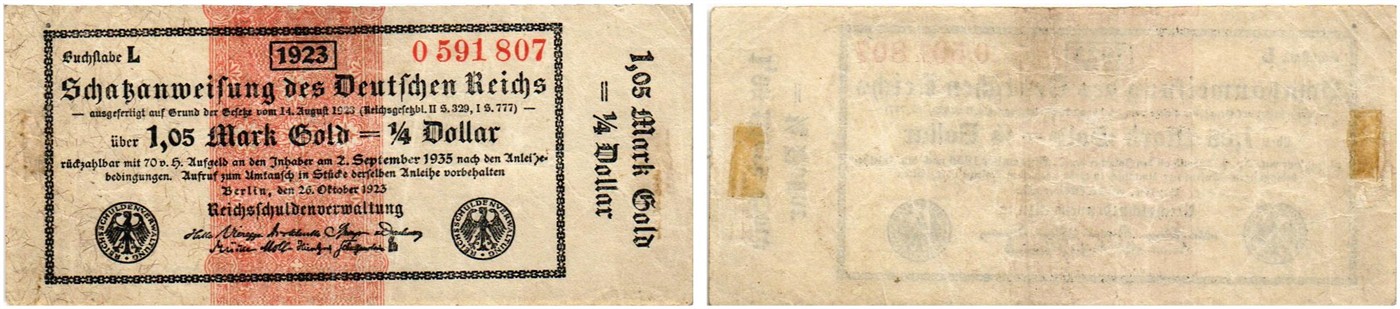 Buchstabe L
1923
0 591 807
Schatzanweisung des Deutschen Reichs
— ausgefertigt auf Grund der Gesetze vom 14. August 1923 (Reichsgesetzbl. II S. 329, I S. 777) —
über 1,05 Mark Gold = ¼ Dollar
rückzahlbar mit 70 v. H. Aufgeld an den Inhaber am 2. September 1935 nach den Anleihe-
bedingungen. Aufruf zum Umtausch in Stücke derselben Anleihe vorbehalten
Berlin, den 26. Oktober 1923
Reichsschuldenverwaltung
REICHSSCHULDENVERWALTUNG
REICHSSCHULDENVERWALTUNG
1,05 Mark Gold
= ¼ Dollar